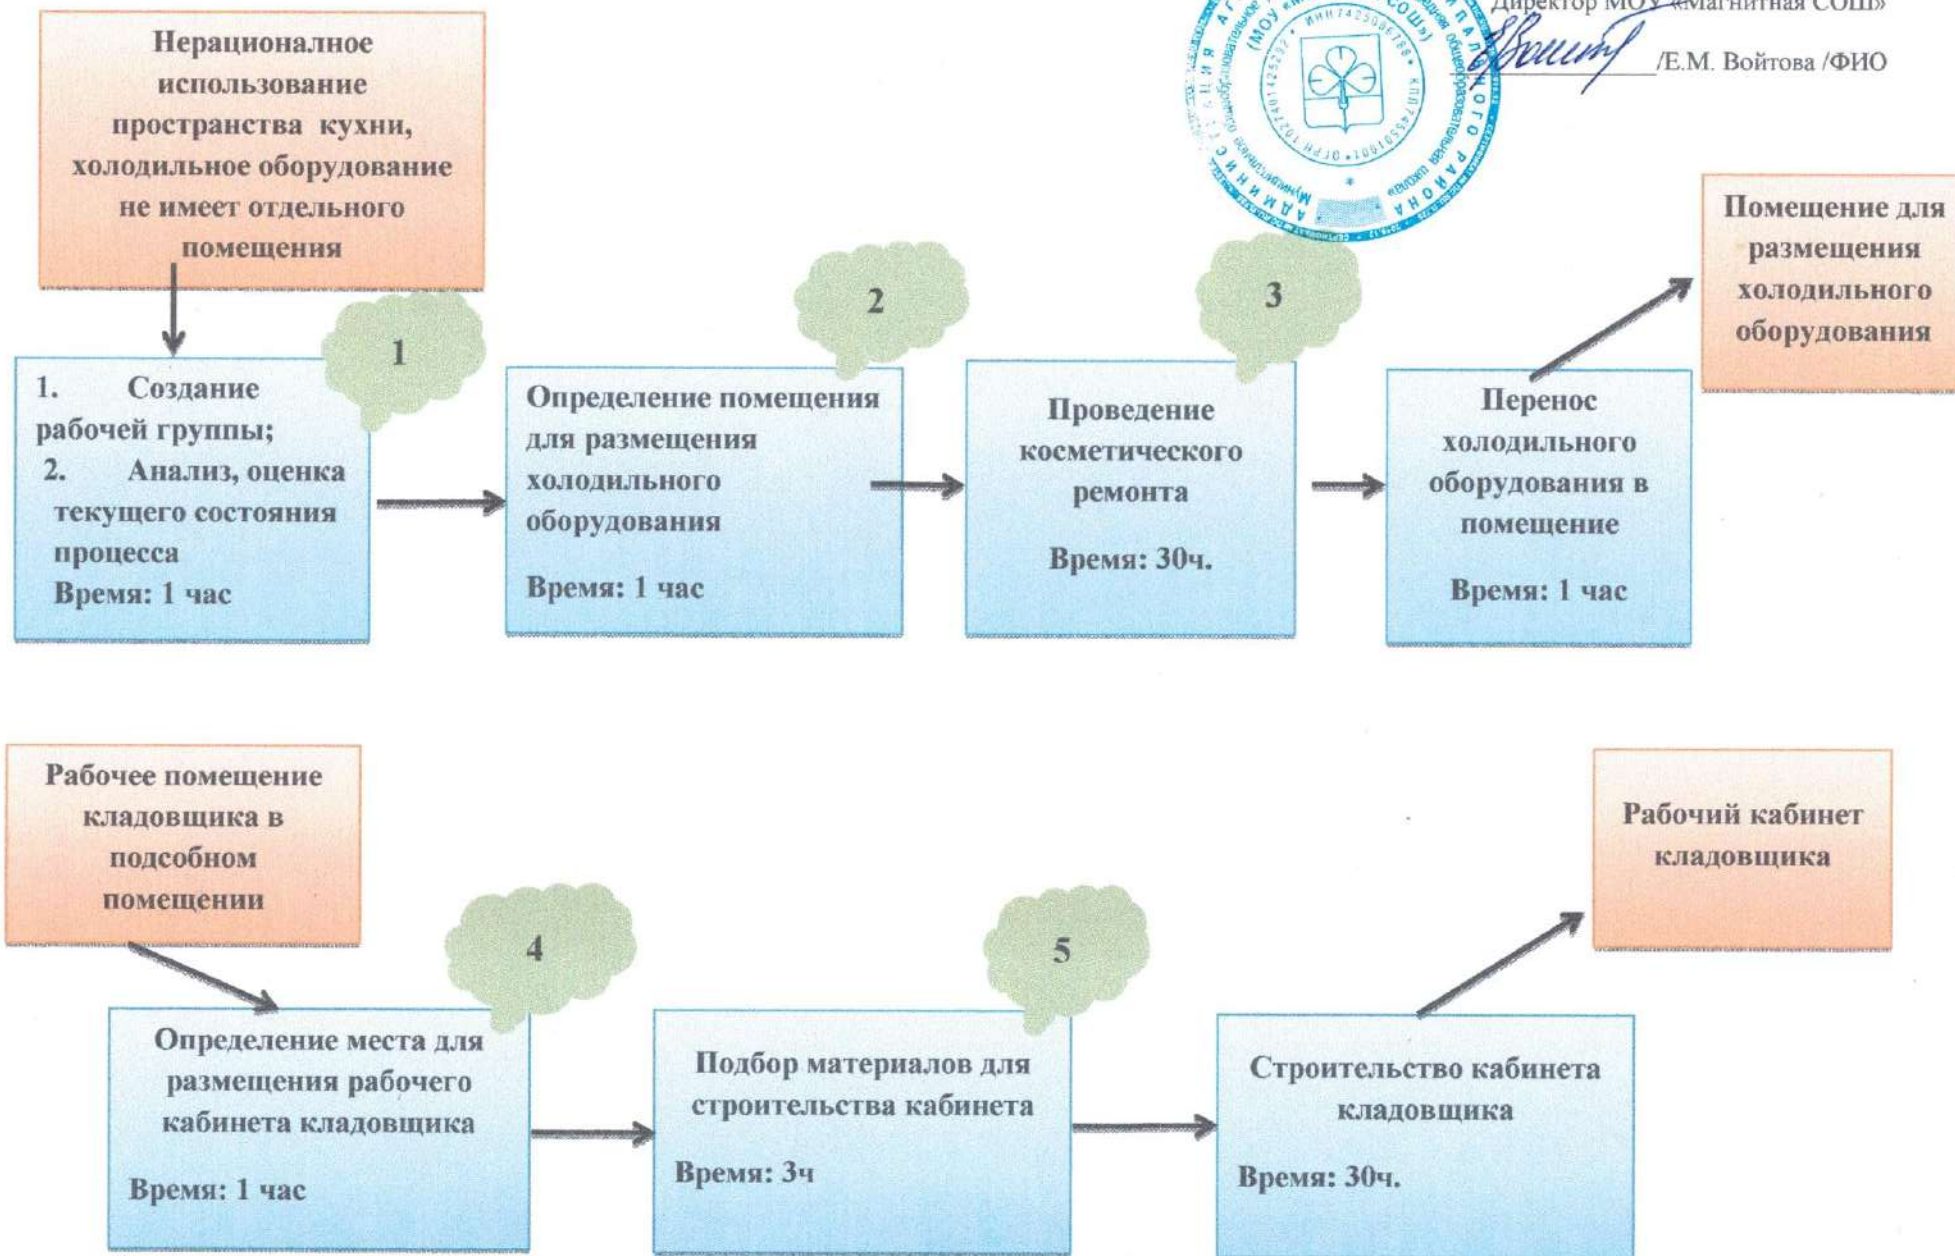 Директор МОУ «Магнитная СОШ»
/Е.М. Войтова /ФИО
Нерационалное
использование
пространства кухни,
холодильное оборудование
не имеет отдельного
помещения
1
2
3
Помещение для
размещения
холодильного
оборудования
1. Создание
рабочей группы;
2. Анализ, оценка
текущего состояния
процесса
Время: 1 час
Определение помещения
для размещения
холодильного
оборудования
Время: 1 час
Проведение
косметического
ремонта
Время: 30ч.
Перенос
холодильного
оборудования в
помещение
Время: 1 час
Рабочее помещение
кладовщика в
подсобном
помещении
4
5
Рабочий кабинет
кладовщика
Определение места для
размещения рабочего
кабинета кладовщика
Время: 1 час
Подбор материалов для
строительства кабинета
Время: 3ч
Строительство кабинета
кладовщика
Время: 30ч.